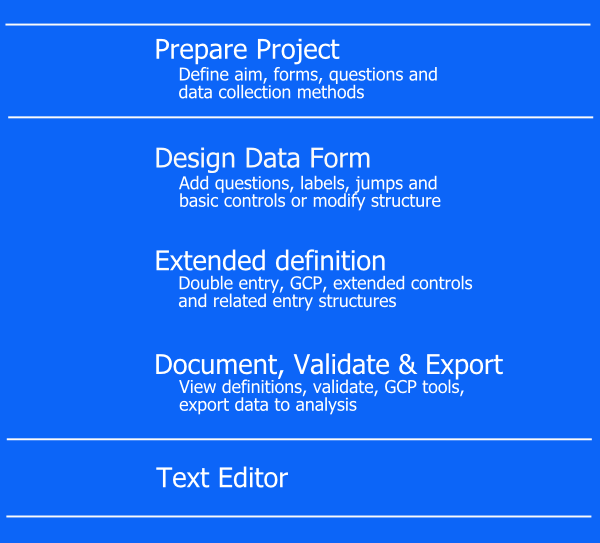 Prepare Project
Define aim, forms, questions and
data collection methods
Design Data Form
Add questions, labels, jumps and
basic controls or modify structure
Extended definition
Double entry, GCP, extended controls
and related entry structures
Document, Validate & Export
View definitions, validate, GCP tools,
export data to analysis
Text Editor